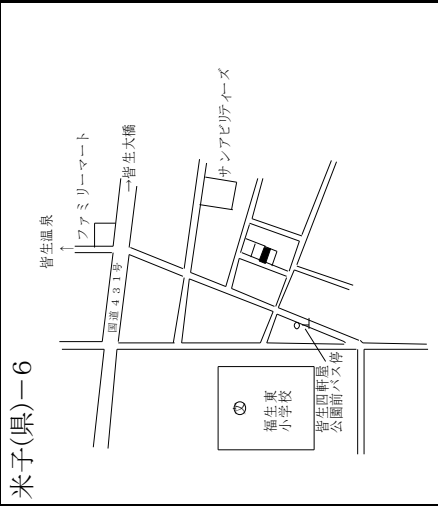 米子(県)－6
皆生温泉
↑
ファミリーマート
→皆生大橋
国道４３１号
サンアビリティーズ
文
福生東
小学校
皆生四軒屋
公園前バス停